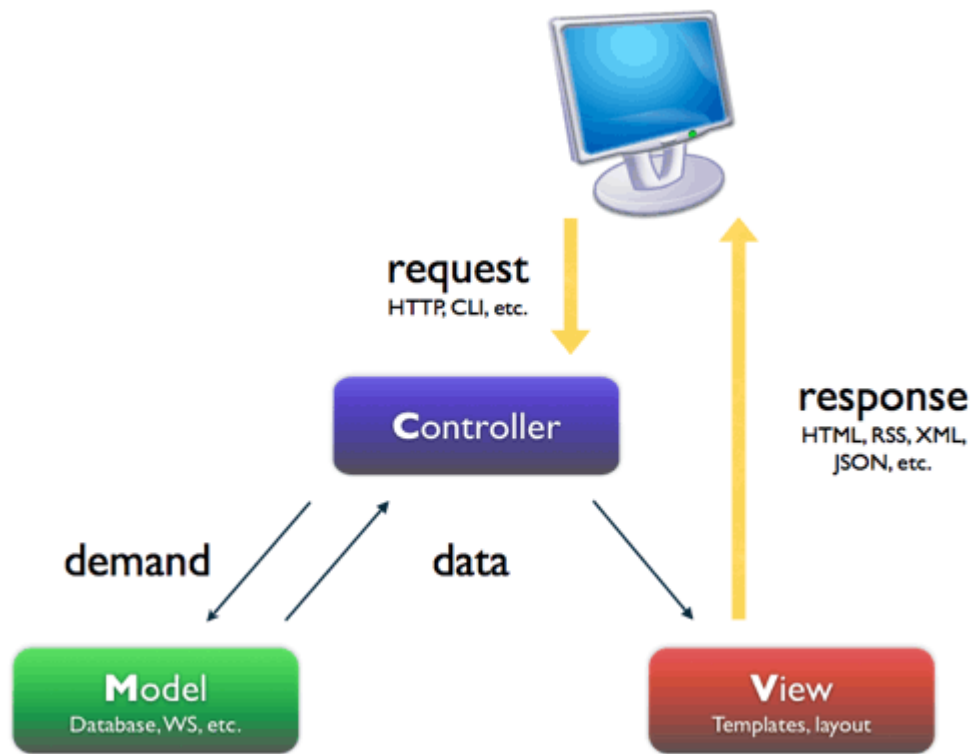 request
HTTP, CLI, etc.
Controller
response
HTML, RSS, XML,
JSON, etc.
demand
data
Model
Database, WS, etc.
View
Templates, layout